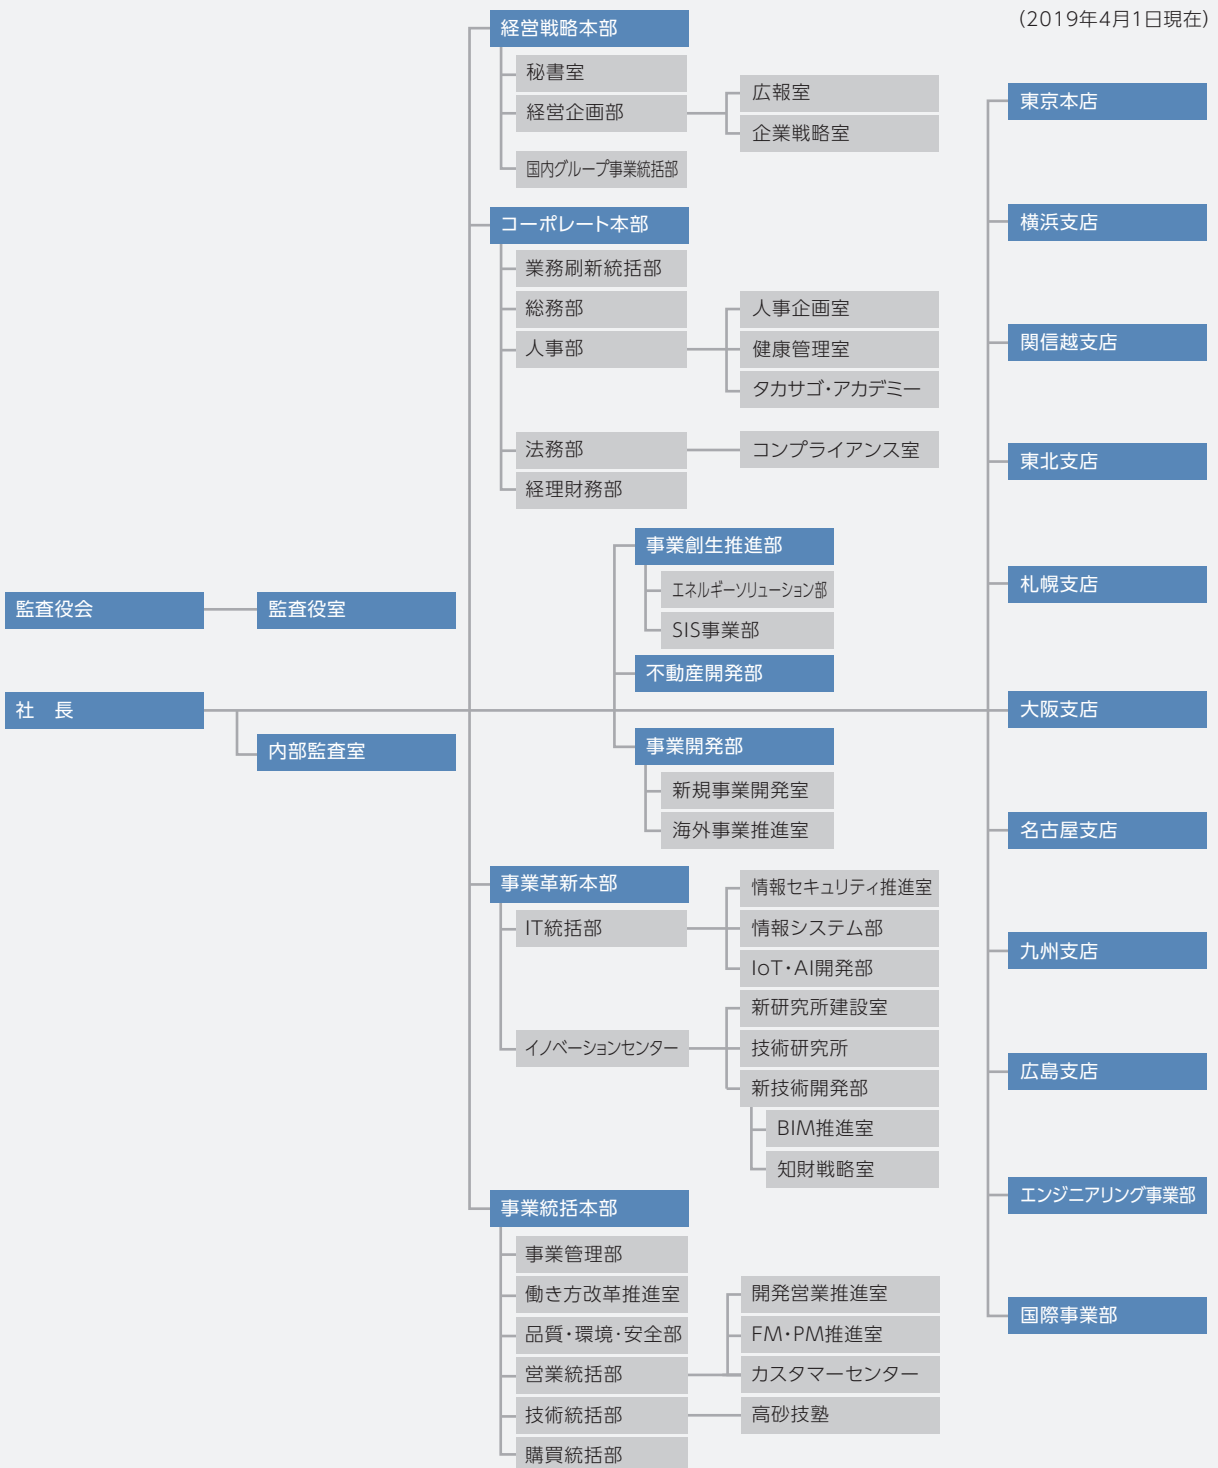 (2019年4月1日現在)
監査役会
監査役室
社　長
内部監査室
経営戦略本部
秘書室
経営企画部
広報室
企業戦略室
国内グループ事業統括部
コーポレート本部
業務刷新統括部
総務部
人事部
人事企画室
健康管理室
タカサゴ・アカデミー
法務部
コンプライアンス室
経理財務部
事業創生推進部
エネルギーソリューション部
SIS事業部
不動産開発部
事業開発部
新規事業開発室
海外事業推進室
事業革新本部
IT統括部
情報セキュリティ推進室
情報システム部
IoT・AI開発部
イノベーションセンター
新研究所建設室
技術研究所
新技術開発部
BIM推進室
知財戦略室
事業統括本部
事業管理部
働き方改革推進室
品質・環境・安全部
営業統括部
開発営業推進室
FM・PM推進室
カスタマーセンター
技術統括部
高砂技塾
購買統括部
東京本店
横浜支店
関信越支店
東北支店
札幌支店
大阪支店
名古屋支店
九州支店
広島支店
エンジニアリング事業部
国際事業部